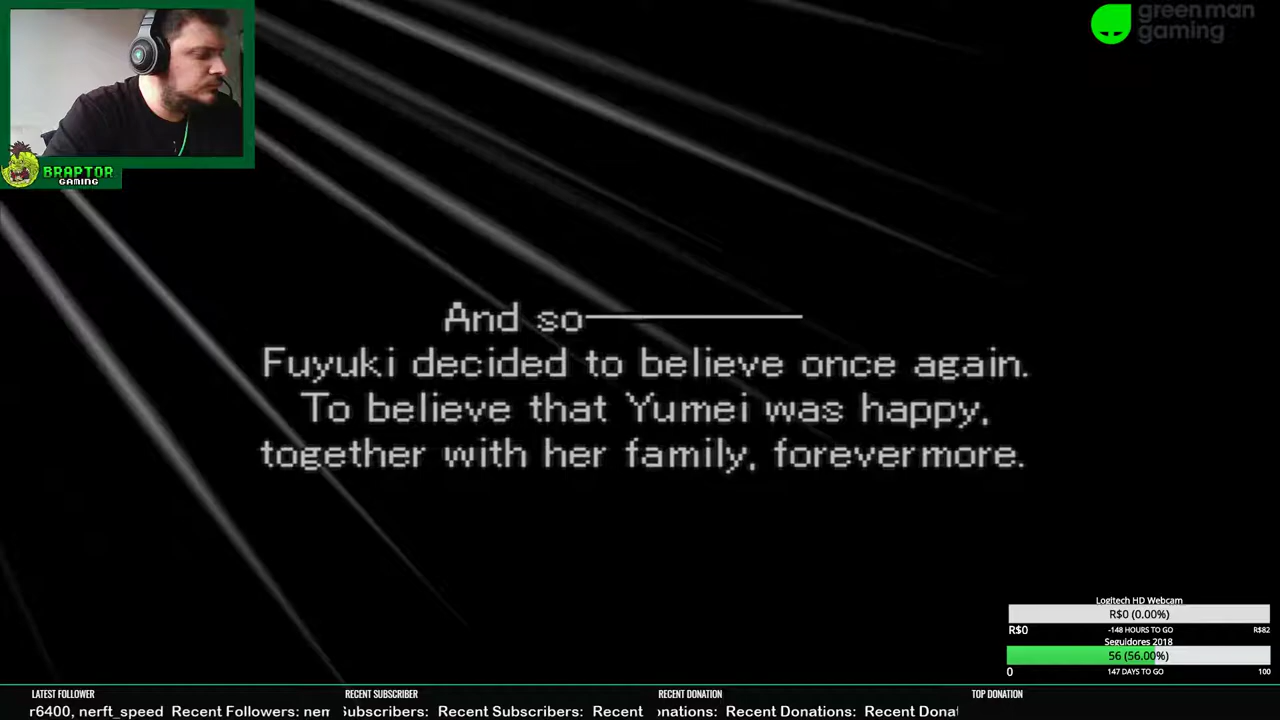 green man
gaming
BRAPTOR
GAMING
And so————
Fuyuki decided to believe once again.
To believe that Yumei was happy,
together with her family, forevermore.
Logitech HD Webcam
R$0 (0.00%)
R$0 -148 HOURS TO GO R$82
Seguidores 2018
56 (56.00%)
0 147 DAYS TO GO 100
LATEST FOLLOWER RECENT SUBSCRIBER RECENT DONATION TOP DONATION
r6400, nerft_speed Recent Followers: nem Subscribers: Recent Subscribers: Recent onations: Recent Donations: Recent Donat